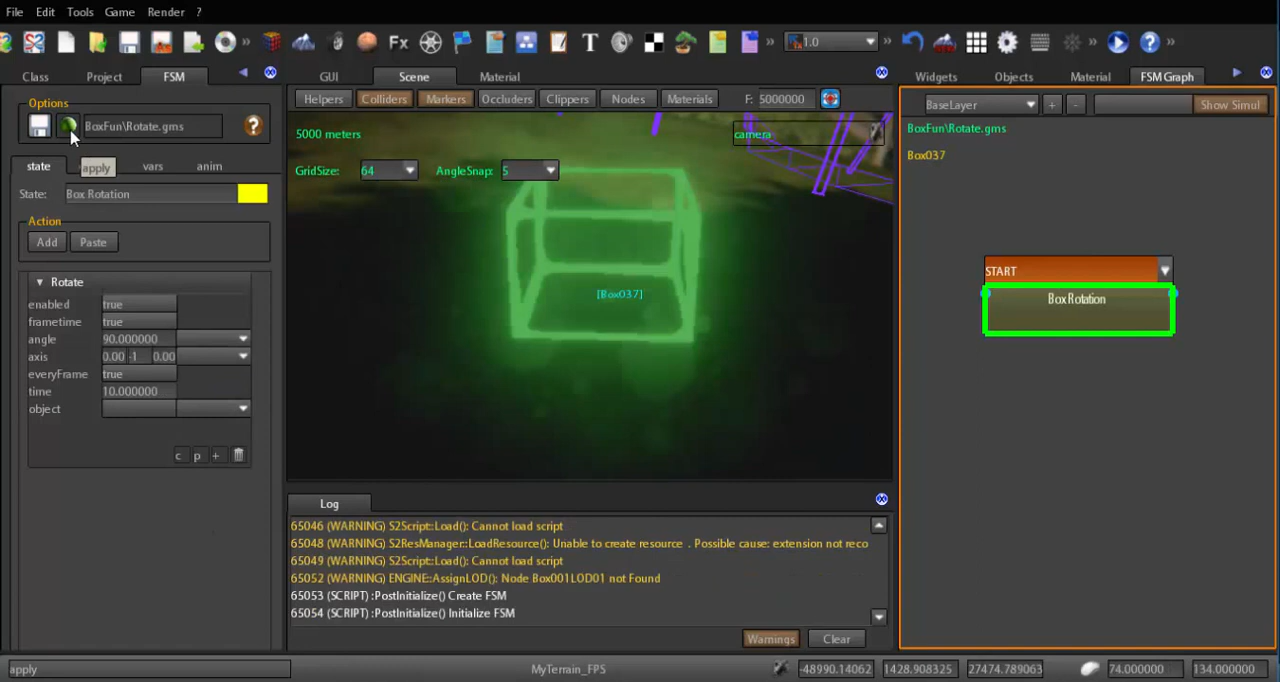 File Edit Tools Game Render ?
Fx T 1.0
Class Project FSM
GUI Scene Material
Widgets Objects Material FSM Graph
Options
BoxFun\Rotate.gms
Helpers Colliders Markers Occluders Clippers Nodes Materials F: 5000000
BaseLayer + - Show Simul
5000 meters
camera
BoxFun\Rotate.gms
Box037
state apply vars anim
GridSize: 64 AngleSnap: 5
State: Box Rotation
Action
Add Paste
START
Box Rotation
[Box037]
Rotate
enabled true
frametime true
angle 90.000000
axis 0.00 -1 0.00
everyFrame true
time 10.000000
object
c p +
Log
65046 (WARNING) S2Script::Load(): Cannot load script
65048 (WARNING) S2ResManager::LoadResource(): Unable to create resource . Possible cause: extension not reco
65049 (WARNING) S2Script::Load(): Cannot load script
65052 (WARNING) ENGINE::AssignLOD(): Node Box001LOD01 not Found
65053 (SCRIPT) :PostInitialize() Create FSM
65054 (SCRIPT) :PostInitialize() Initialize FSM
Warnings Clear
apply MyTerrain_FPS -48990.14062 1428.908325 27474.789063 74.000000 134.000000